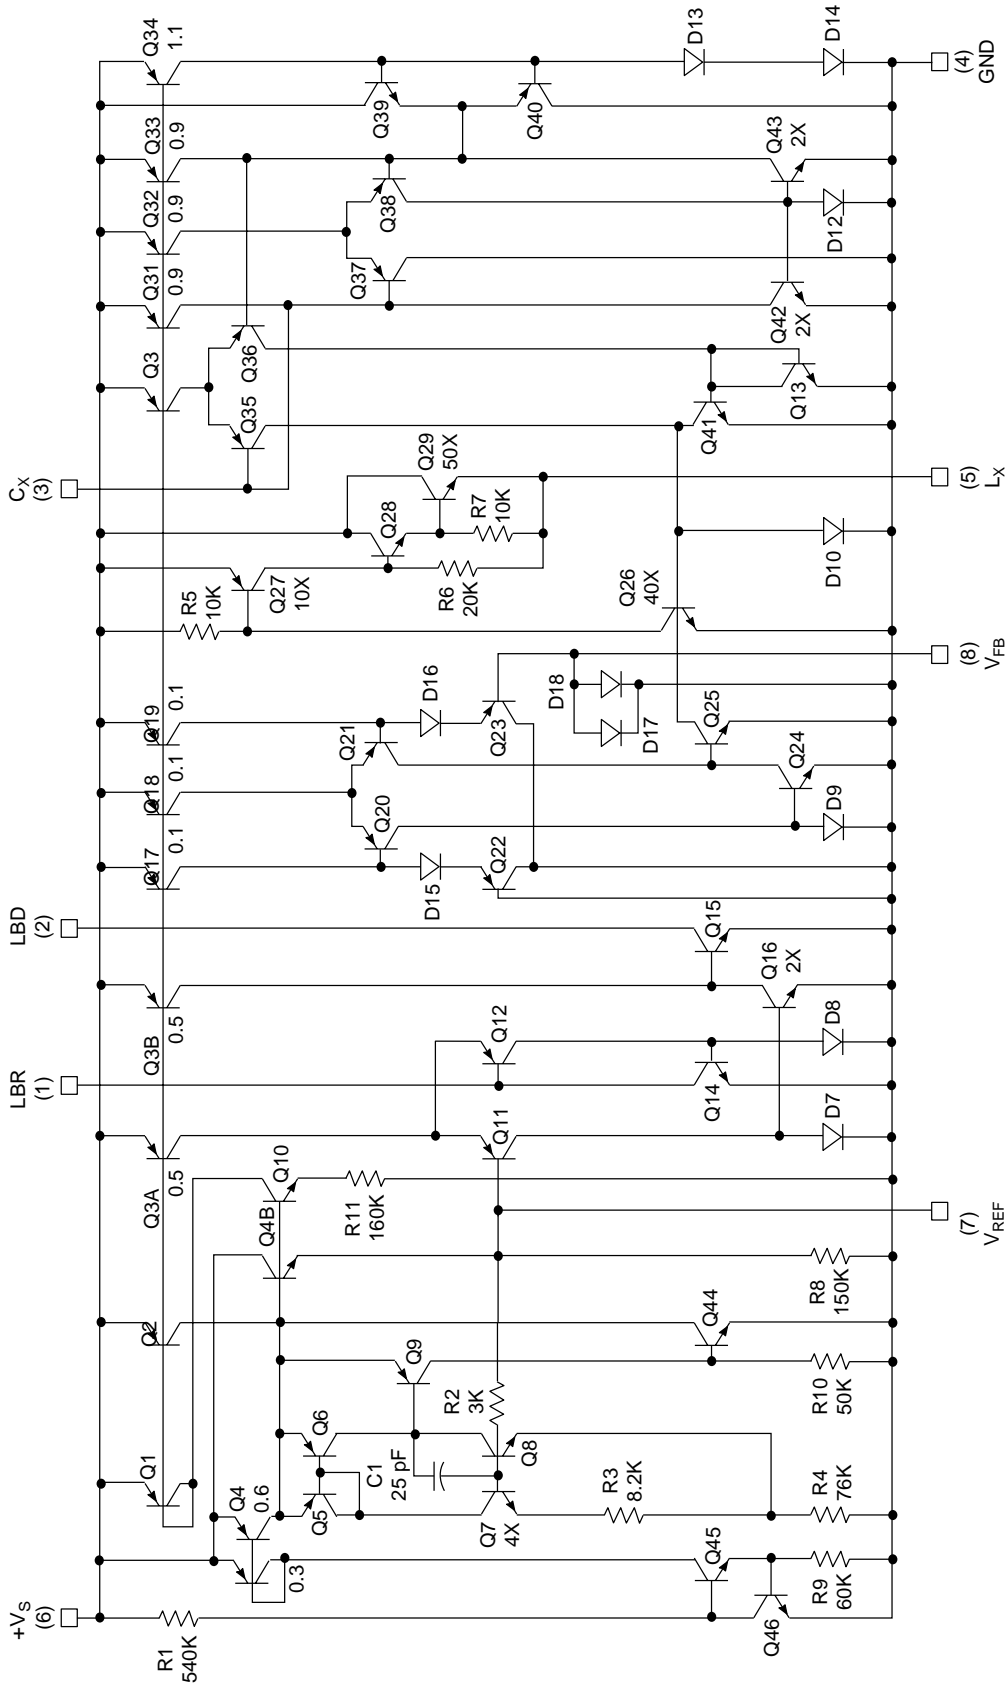 +V_S
(6)
LBR
(1)
LBD
(2)
C_X
(3)
R1
540K
Q1
Q2
Q3A
0.5
Q3B
0.5
Q17
0.1
Q18
0.1
Q19
0.1
R5
10K
Q3
Q31
0.9
Q32
0.9
Q33
0.9
Q34
1.1
Q4
0.6
0.3
Q4B
Q10
Q27
10X
Q35
Q36
Q5
Q6
R11
160K
Q20
Q21
Q28
Q29
50X
Q37
Q38
Q39
C1
25 pF
Q9
D15
D16
R6
20K
R7
10K
R2
3K
Q7
4X
Q8
Q11
Q12
Q22
Q23
Q40
R3
8.2K
D18
D17
Q26
40X
Q45
Q44
Q14
Q15
Q25
Q41
D13
Q46
Q16
2X
Q24
Q13
Q42
2X
Q43
2X
R9
60K
R4
76K
R10
50K
R8
150K
D7
D8
D9
D10
D12
D14
(7)
V_REF
(8)
V_FB
(5)
L_X
(4)
GND